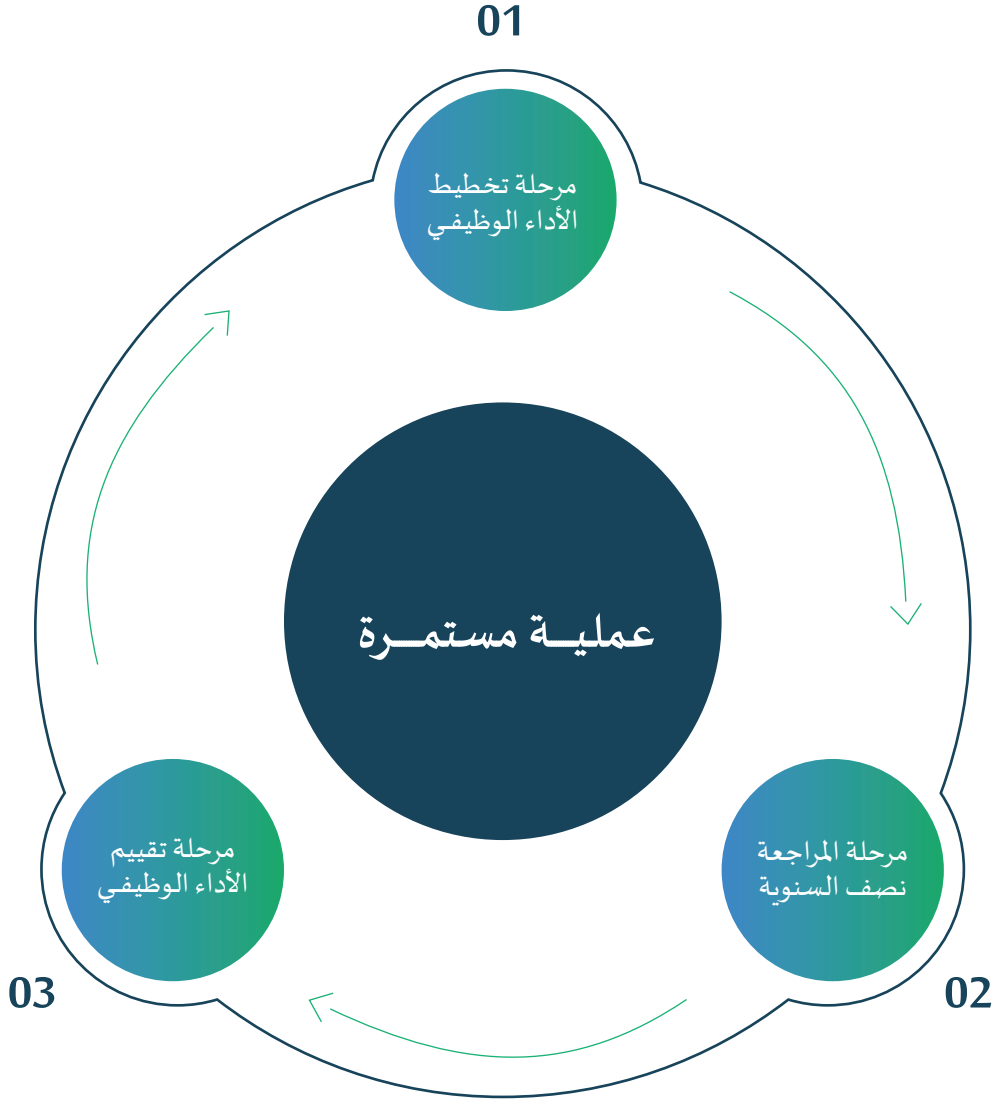 01
مرحلة تخطيط
الأداء الوظيفي
عملية مستمرة
مرحلة المراجعة
نصف السنوية
02
مرحلة تقييم
الأداء الوظيفي
03